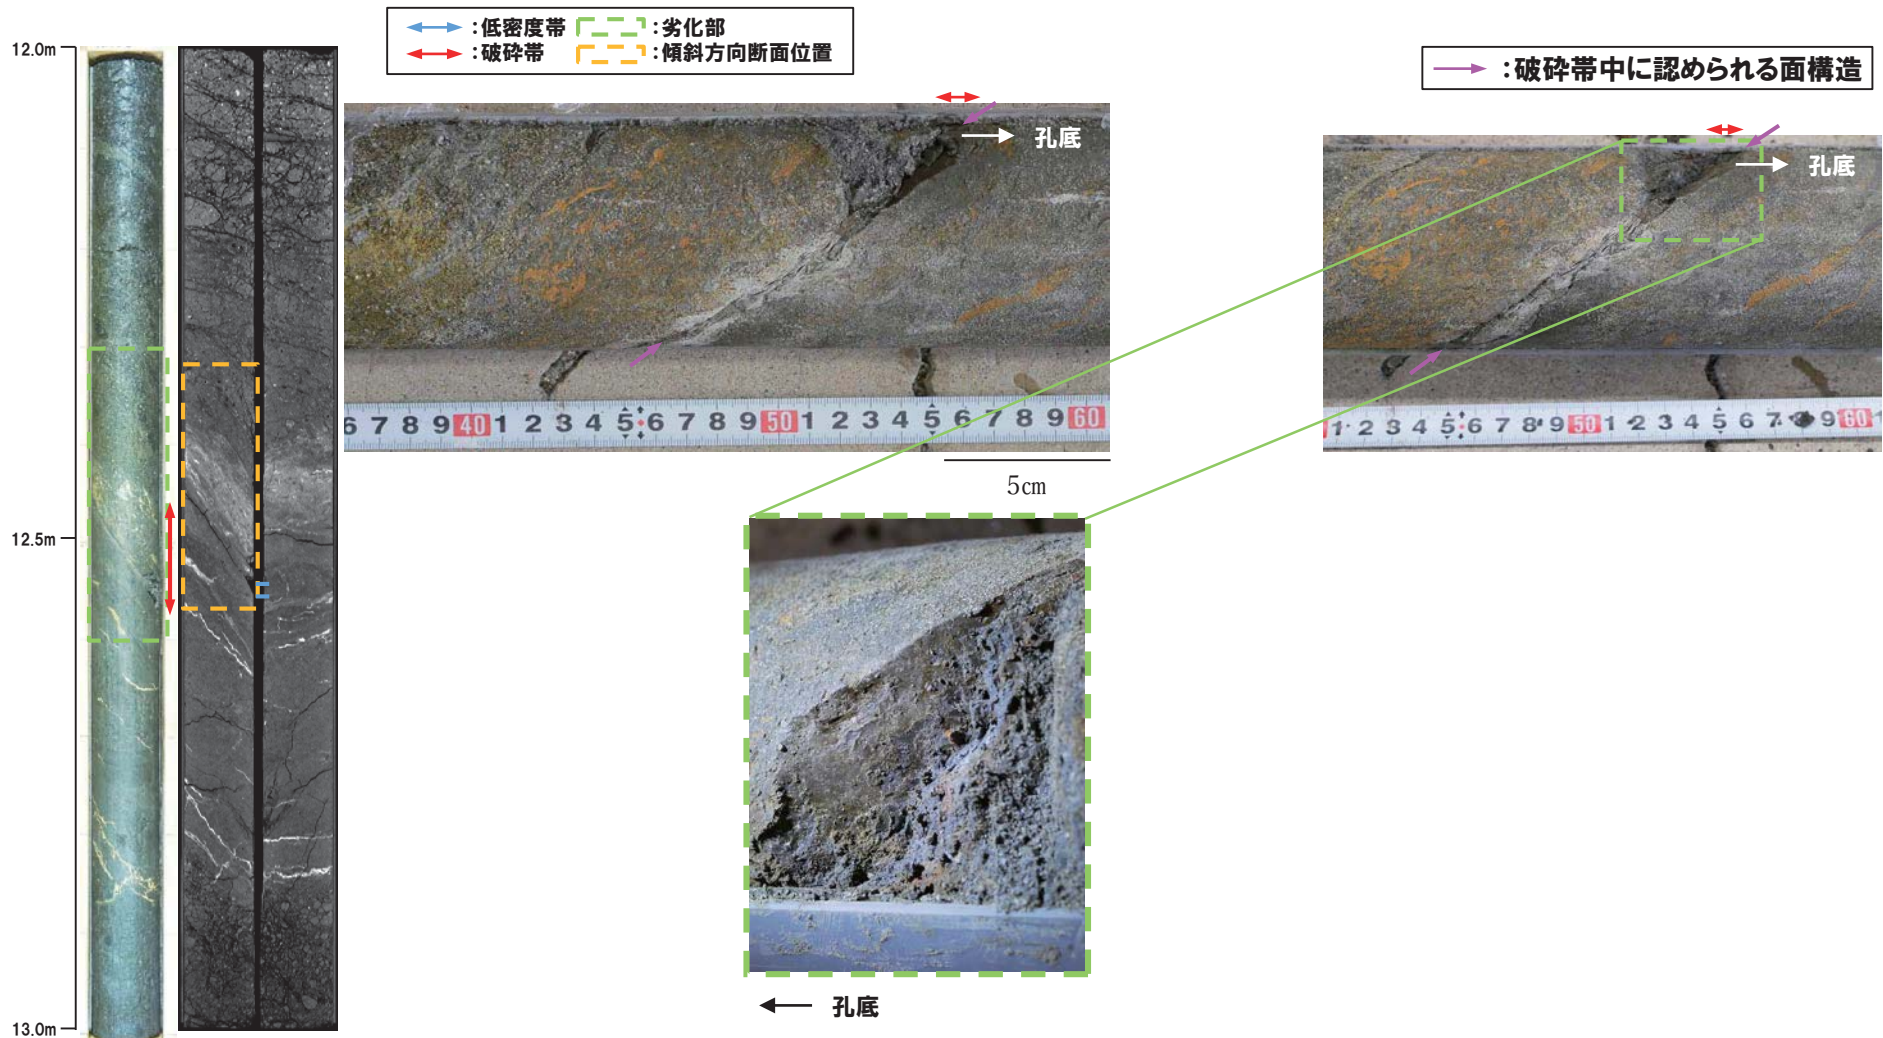 :低密度帯 :劣化部
:破砕帯 :傾斜方向断面位置
:破砕帯中に認められる面構造
12.0m
12.5m
13.0m
孔底
孔底
6 7 8 9 40 1 2 3 4 5 6 7 8 9 50 1 2 3 4 5 6 7 8 9 60
1 2 3 4 5 6 7 8 9 50 1 2 3 4 5 6 7 8 9 60 1
5cm
孔底